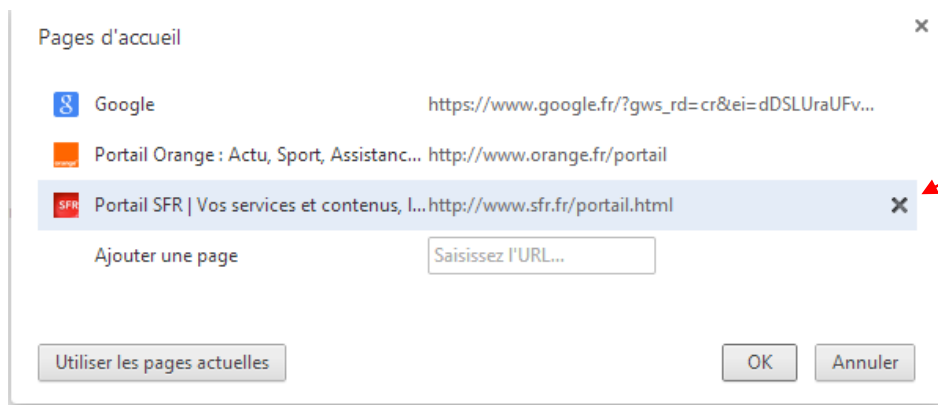 Pages d'accueil
Google https://www.google.fr/?gws_rd=cr&ei=dDSLUraUFv...
Portail Orange : Actu, Sport, Assistanc... http://www.orange.fr/portail
SFR Portail SFR | Vos services et contenus, l... http://www.sfr.fr/portail.html
Ajouter une page Saisissez l'URL...
Utiliser les pages actuelles OK Annuler